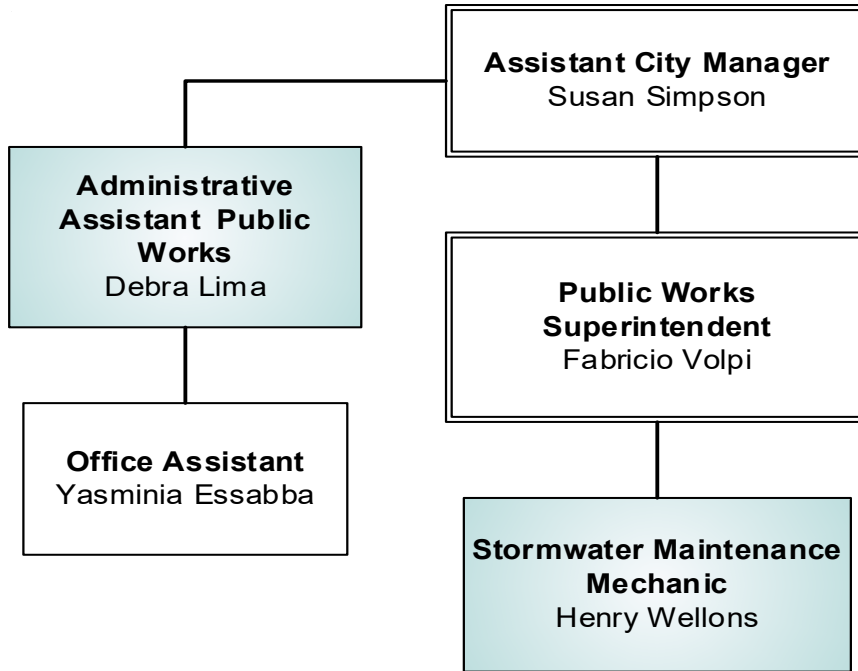 Assistant City Manager
Susan Simpson
Administrative
Assistant Public
Works
Debra Lima
Public Works
Superintendent
Fabricio Volpi
Office Assistant
Yasminia Essabba
Stormwater Maintenance
Mechanic
Henry Wellons